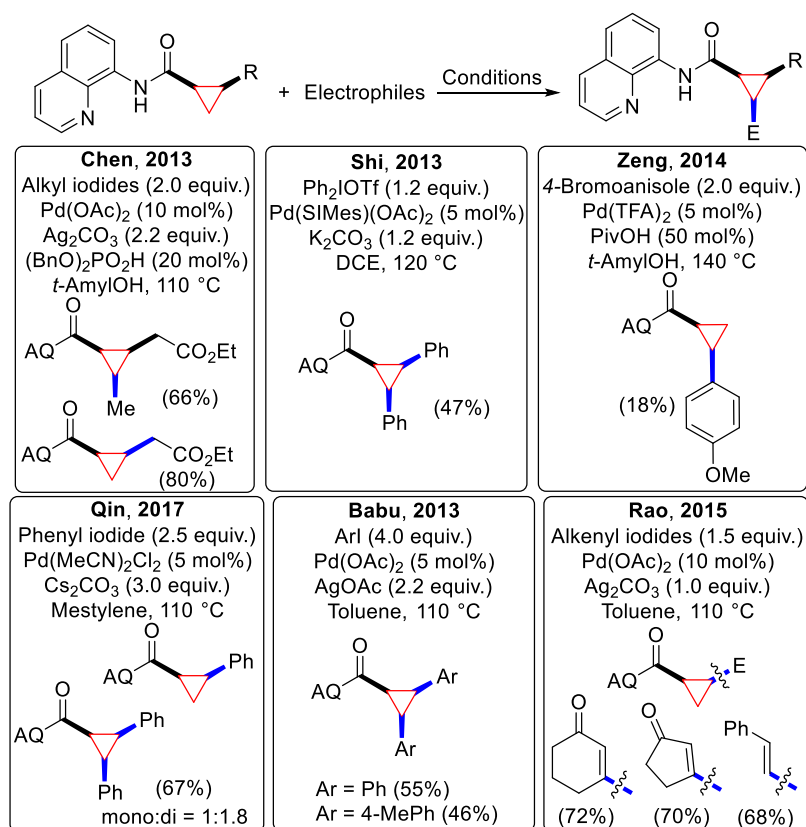 O
R
N
H
N
+ Electrophiles
Conditions
O
R
N
H
N
E
Chen, 2013
Alkyl iodides (2.0 equiv.)
Pd(OAc)2 (10 mol%)
Ag2CO3 (2.2 equiv.)
(BnO)2PO2H (20 mol%)
t-AmylOH, 110 °C
O
AQ
CO2Et
Me
(66%)
O
AQ
CO2Et
(80%)
Shi, 2013
Ph2IOTf (1.2 equiv.)
Pd(SIMes)(OAc)2 (5 mol%)
K2CO3 (1.2 equiv.)
DCE, 120 °C
O
Ph
AQ
Ph
(47%)
Zeng, 2014
4-Bromoanisole (2.0 equiv.)
Pd(TFA)2 (5 mol%)
PivOH (50 mol%)
t-AmylOH, 140 °C
O
AQ
(18%)
OMe
Qin, 2017
Phenyl iodide (2.5 equiv.)
Pd(MeCN)2Cl2 (5 mol%)
Cs2CO3 (3.0 equiv.)
Mestylene, 110 °C
O
Ph
AQ
O
Ph
AQ
Ph
(67%)
mono:di = 1:1.8
Babu, 2013
ArI (4.0 equiv.)
Pd(OAc)2 (5 mol%)
AgOAc (2.2 equiv.)
Toluene, 110 °C
O
Ar
AQ
Ar
Ar = Ph (55%)
Ar = 4-MePh (46%)
Rao, 2015
Alkenyl iodides (1.5 equiv.)
Pd(OAc)2 (10 mol%)
Ag2CO3 (1.0 equiv.)
Toluene, 110 °C
O
E
AQ
O
O
Ph
(72%)
(70%)
(68%)